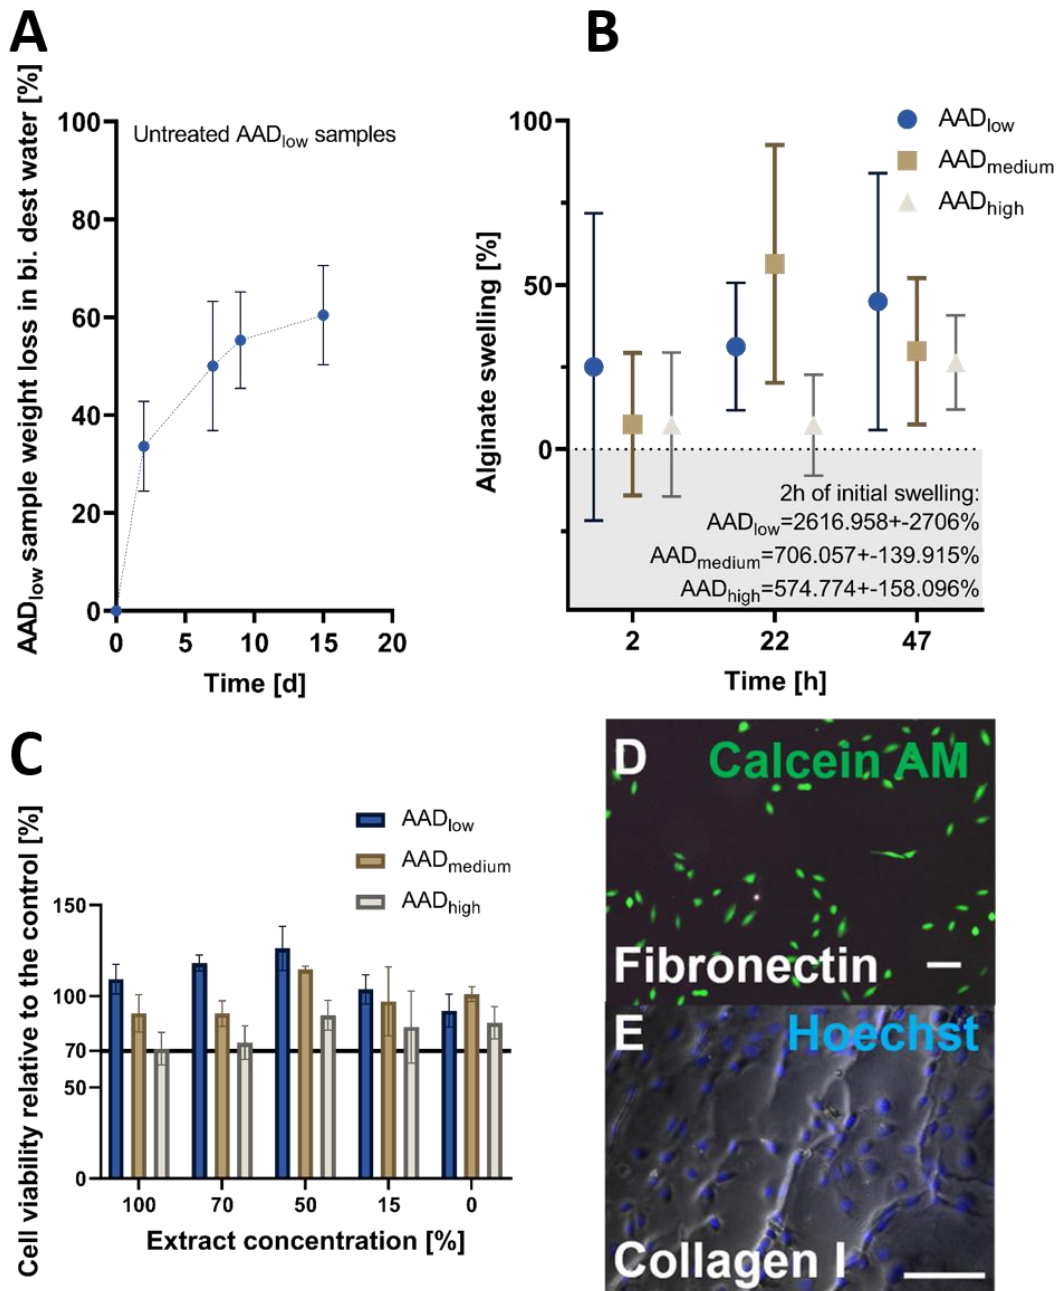 A
AADlow sample weight loss in bi. dest water [%]
100
80
60
40
20
0
Untreated AADlow samples
0 5 10 15 20
Time [d]
B
Alginate swelling [%]
100
50
0
AADlow
AADmedium
AADhigh
2h of initial swelling:
AADlow=2616.958+-2706%
AADmedium=706.057+-139.915%
AADhigh=574.774+-158.096%
2 22 47
Time [h]
C
Cell viability relative to the control [%]
150
100
70
50
0
AADlow
AADmedium
AADhigh
100 70 50 15 0
Extract concentration [%]
D Calcein AM
Fibronectin
E Hoechst
Collagen I